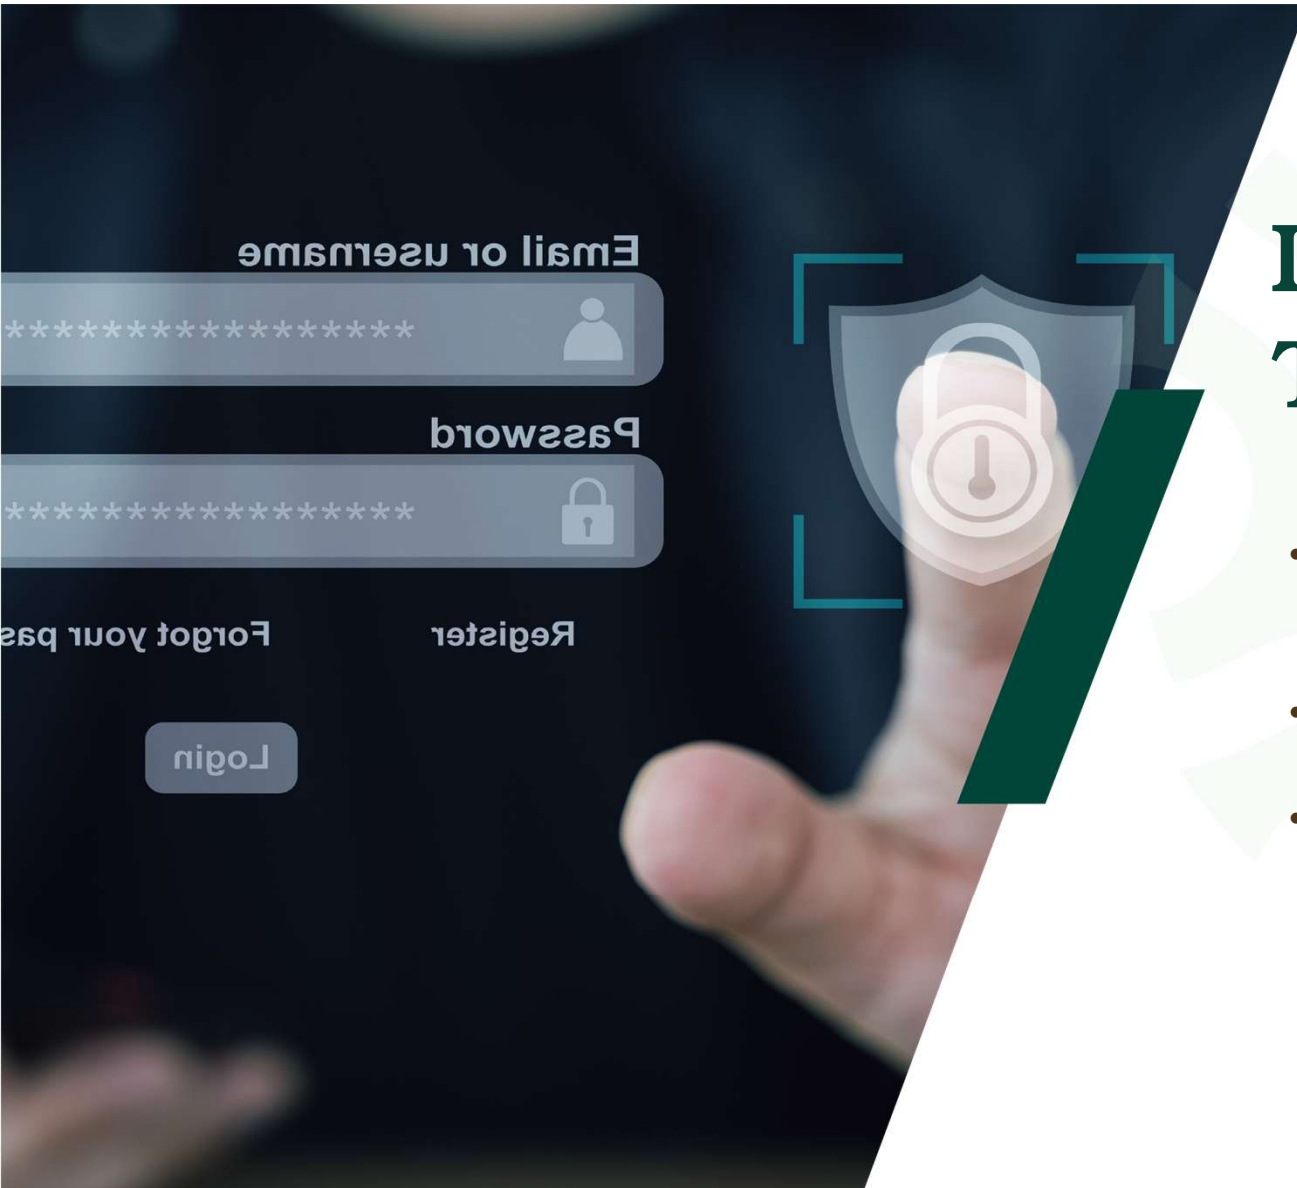 Email or username
******************
Password
******************
Register Forgot your pas
Login
I
T
•
•
•